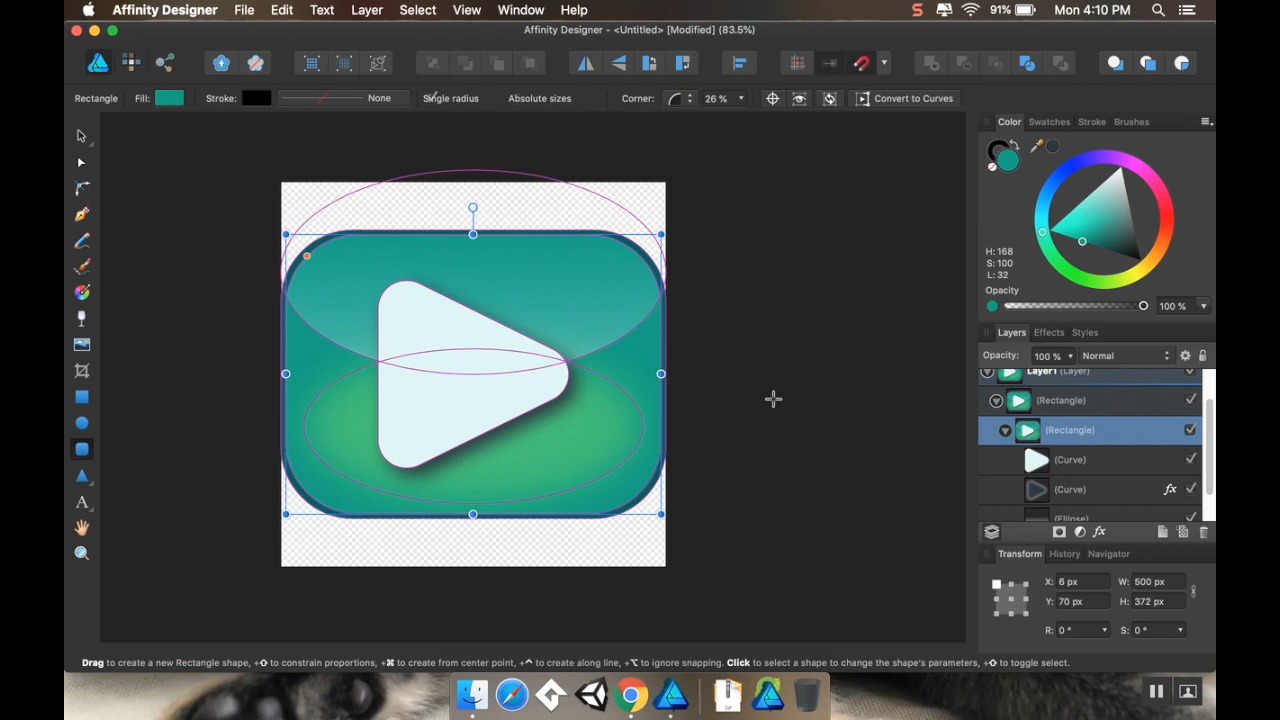 Affinity Designer File Edit Text Layer Select View Window Help S 91% Mon 4:10 PM
Affinity Designer - <Untitled> [Modified] (83.5%)
Rectangle Fill: Stroke: None Single radius Absolute sizes Corner: 26 % Convert to Curves
Color Swatches Stroke Brushes
H: 168
S: 100
L: 32
Opacity
100 %
Layers Effects Styles
Opacity: 100 % Normal
Layer1 (Layer)
(Rectangle)
(Rectangle)
(Curve)
(Curve) fx
(Ellipse)
fx
Transform History Navigator
X: 6 px W: 500 px
Y: 70 px H: 372 px
R: 0 ° S: 0 °
A
Drag to create a new Rectangle shape, +⇧ to constrain proportions, +⌘ to create from center point, +^ to create along line, +⌥ to ignore snapping. Click to select a shape to change the shape's parameters, +⇧ to toggle select.
ZIP